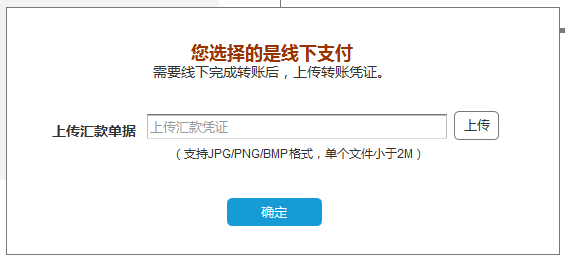 您选择的是线下支付
需要线下完成转账后，上传转账凭证。
上传汇款单据 上传汇款凭证 上传
（支持JPG/PNG/BMP格式，单个文件小于2M）
确定